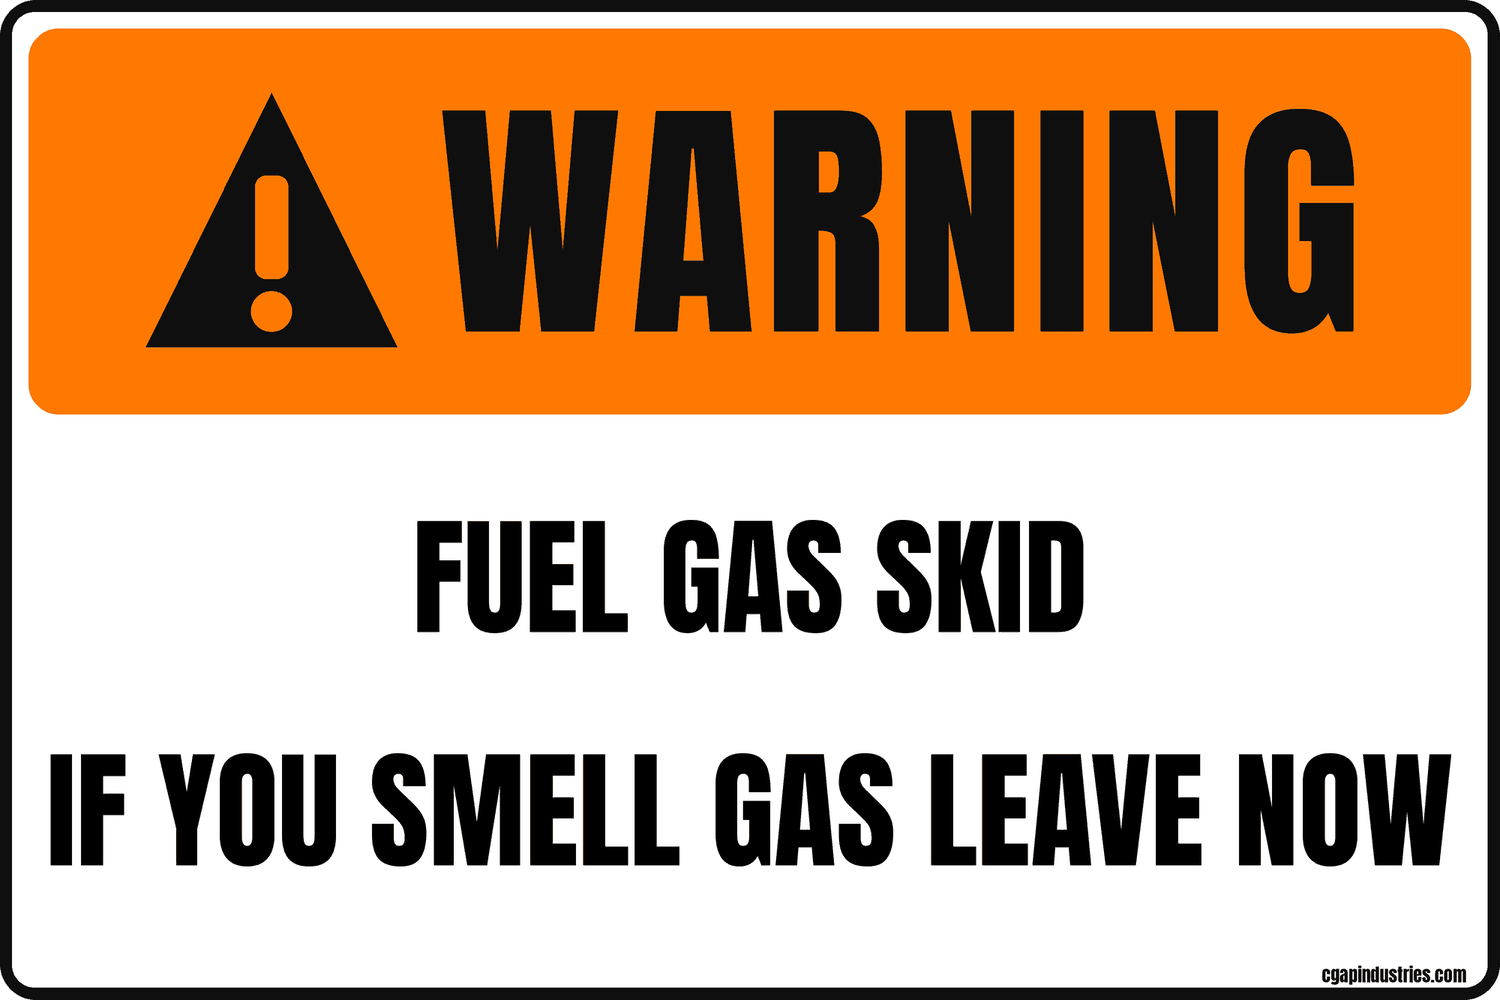 WARNING
FUEL GAS SKID
IF YOU SMELL GAS LEAVE NOW
cgapindustries.com